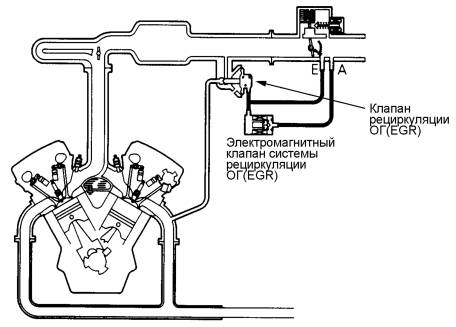 E A
Клапан
рециркуляции
ОГ(EGR)
Электромагнитный
клапан системы
рециркуляции
ОГ(EGR)